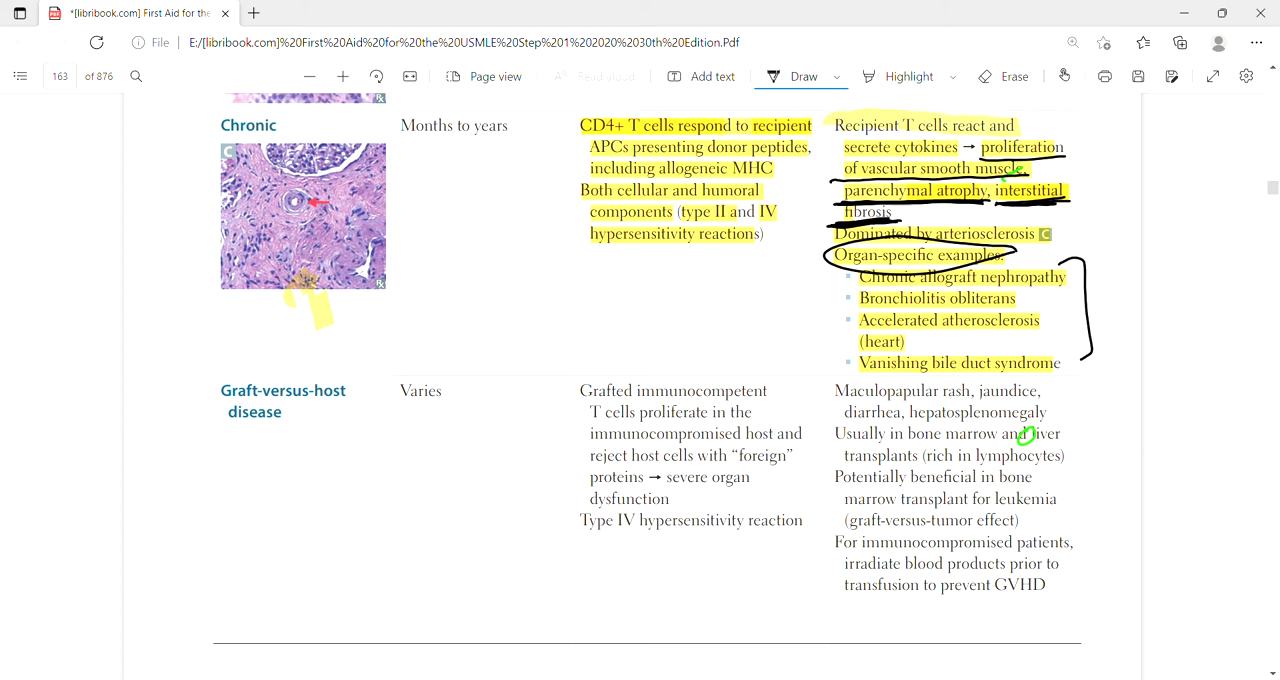 *[libribook.com] First Aid for the
File
E:/[libribook.com]%20First%20Aid%20for%20the%20USMLE%20Step%201%202020%2030th%20Edition.Pdf
163 of 876
Page view
Read aloud
Add text
Draw
Highlight
Erase
Chronic
C
Months to years
CD4+ T cells respond to recipient
APCs presenting donor peptides,
including allogeneic MHC
Both cellular and humoral
components (type II and IV
hypersensitivity reactions)
Recipient T cells react and
secrete cytokines → proliferation
of vascular smooth muscle,
parenchymal atrophy, interstitial
fibrosis
Dominated by arteriosclerosis C
Organ-specific examples:
▪ Chronic allograft nephropathy
▪ Bronchiolitis obliterans
▪ Accelerated atherosclerosis
(heart)
▪ Vanishing bile duct syndrome
Graft-versus-host
disease
Varies
Grafted immunocompetent
T cells proliferate in the
immunocompromised host and
reject host cells with “foreign”
proteins → severe organ
dysfunction
Type IV hypersensitivity reaction
Maculopapular rash, jaundice,
diarrhea, hepatosplenomegaly
Usually in bone marrow and liver
transplants (rich in lymphocytes)
Potentially beneficial in bone
marrow transplant for leukemia
(graft-versus-tumor effect)
For immunocompromised patients,
irradiate blood products prior to
transfusion to prevent GVHD